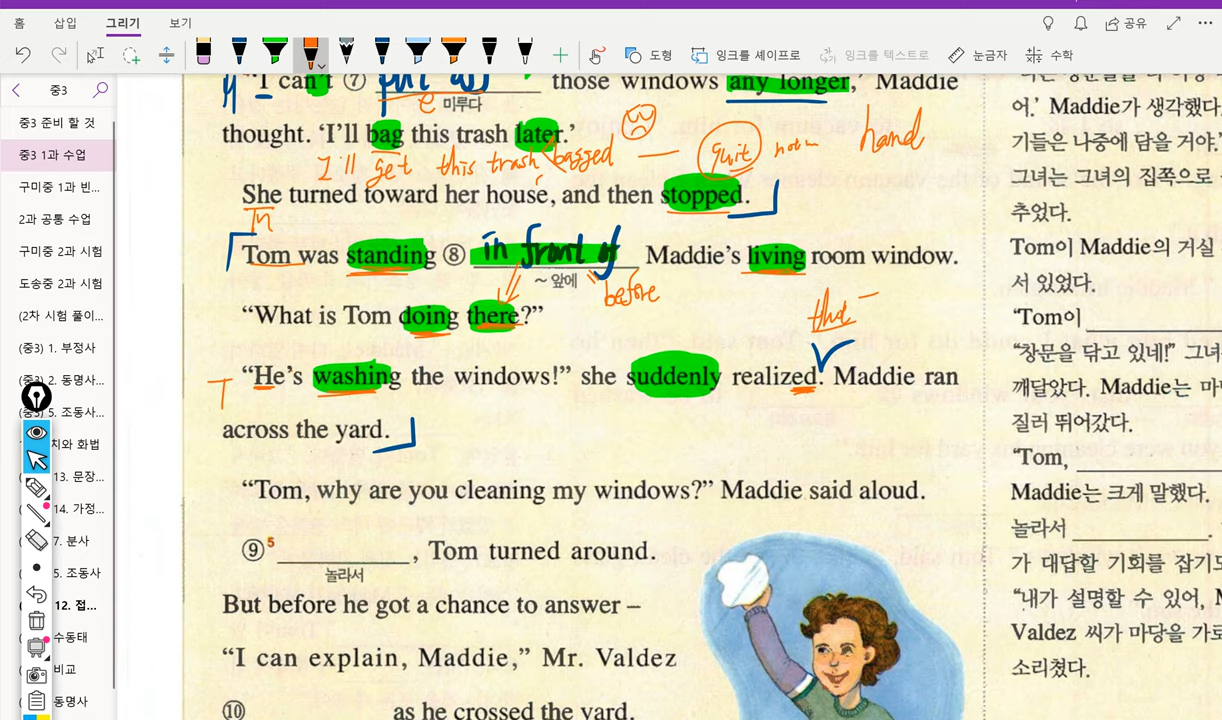 홈 삽입 그리기 보기 공유
도형 잉크를 셰이프로 잉크를 텍스트로 눈금자 수학
중3
중3 준비 할 것
중3 1과 수업
구미중 1과 빈...
2과 공통 수업
구미중 2과 시험
도송중 2과 시험
(2차 시험 풀이...
(중3) 1. 부정사
(중3) 2. 동명사...
(중3) 5. 조동사...
치와 화법
13. 문장...
14. 가정...
7. 분사
5. 조동사
12. 접...
수동태
비교
동명사
“I can't ⑦ put off those windows any longer,’ Maddie
e 미루다
thought. ‘I’ll bag this trash later.’
I'll get this trash bagged — quit hand
She turned toward her house, and then stopped.
In
Tom was standing ⑧ in front of Maddie’s living room window.
~ 앞에 before
“What is Tom doing there?”
that
“He’s washing the windows!” she suddenly realized. Maddie ran
T
across the yard.
“Tom, why are you cleaning my windows?” Maddie said aloud.
⑨5 , Tom turned around.
놀라서
But before he got a chance to answer –
“I can explain, Maddie,” Mr. Valdez
⑩ as he crossed the yard.
어.’ Maddie가 생각했다
기들은 나중에 담을 거야.
그녀는 그녀의 집쪽으로
추었다.
Tom이 Maddie의 거실
서 있었다.
“Tom이
“창문을 닦고 있네!” 그녀
깨달았다. Maddie는 마
질러 뛰어갔다.
“Tom,
Maddie는 크게 말했다.
놀라서
가 대답할 기회를 잡기도
“내가 설명할 수 있어, M
Valdez 씨가 마당을 가로
소리쳤다.